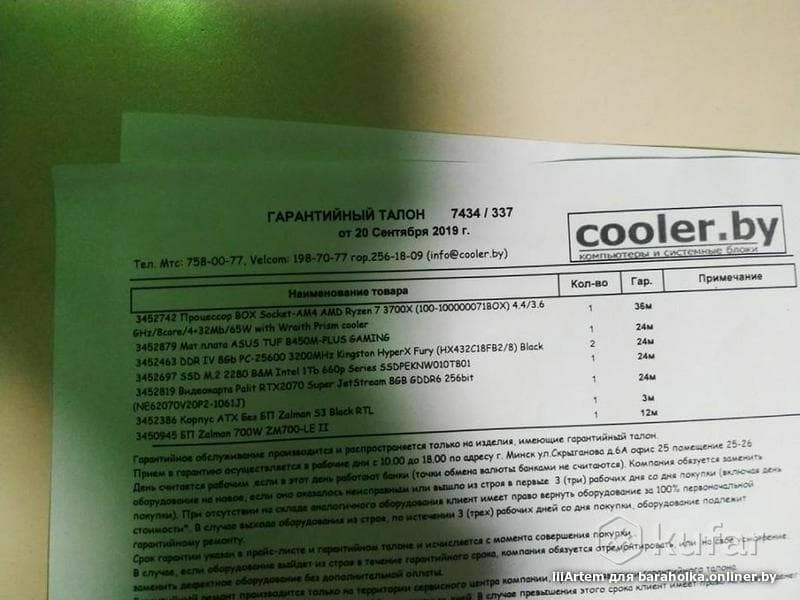 ГАРАНТИЙНЫЙ ТАЛОН 7434 / 337
от 20 Сентября 2019 г.
cooler.by
компьютеры и системные блоки
Тел. Мтс: 758-00-77, Velcom: 198-70-77 гор.256-18-09 (info@cooler.by)
Наименование товара Кол-во Гар. Примечание
3452742 Процессор BOX Socket-AM4 AMD Ryzen 7 3700X (100-100000071BOX) 4.4/3.6 1 36м
GHz/8core/4+32Mb/65W with Wraith Prism cooler
3452879 Мат плата ASUS TUF B450M-PLUS GAMING 1 24м
3452463 DDR IV 8Gb PC-25600 3200MHz Kingston HyperX Fury (HX432C18FB2/8) Black 2 24м
3452697 SSD M.2 2280 B&M Intel 1Tb 660p Series SSDPEKNW010T801 1 24м
3452819 Видеокарта Palit RTX2070 Super JetStream 8GB GDDR6 256bit 1 24м
(NE62070V20P2-1061J)
3452386 Корпус ATX Без БП Zalman S3 Black RTL 1 3м
3450945 БП Zalman 700W ZM700-LE II 1 12м
Гарантийное обслуживание производится и распространяется только на изделия, имеющие гарантийный талон.
Прием в гарантию осуществляется в рабочие дни с 10.00 до 18.00 по адресу г. Минск ул.Скрыганова д.6А офис 25 помещение 25-26
День считается рабочим ,если в этот день работают банки (точки обмена валюты банками не считаются). Компания обязуется заменить
оборудование на новое, если оно оказалось неисправным или вышло из строя в первые 3 (три) рабочих дня со дня покупки (включая день
покупки). При отсутствии на складе аналогичного оборудования клиент имеет право вернуть оборудование за 100% первоначальной
стоимости". В случае выхода оборудования из строя, по истечении 3 (трех) рабочих дней со дня покупки, оборудование подлежит
гарантийному ремонту.
Срок гарантии указан в прайс-листе и гарантийном талоне и исчисляется с момента совершения покупки.
В случае, если оборудование выйдет из строя в течение гарантийного срока, компания обязуется отремонтировать или на свое усмотрение
заменить дефектное оборудование без дополнительной оплаты.
ремонт производится только на территории сервисного центра компании
kufar
IIIArtem для baraholka.onliner.by